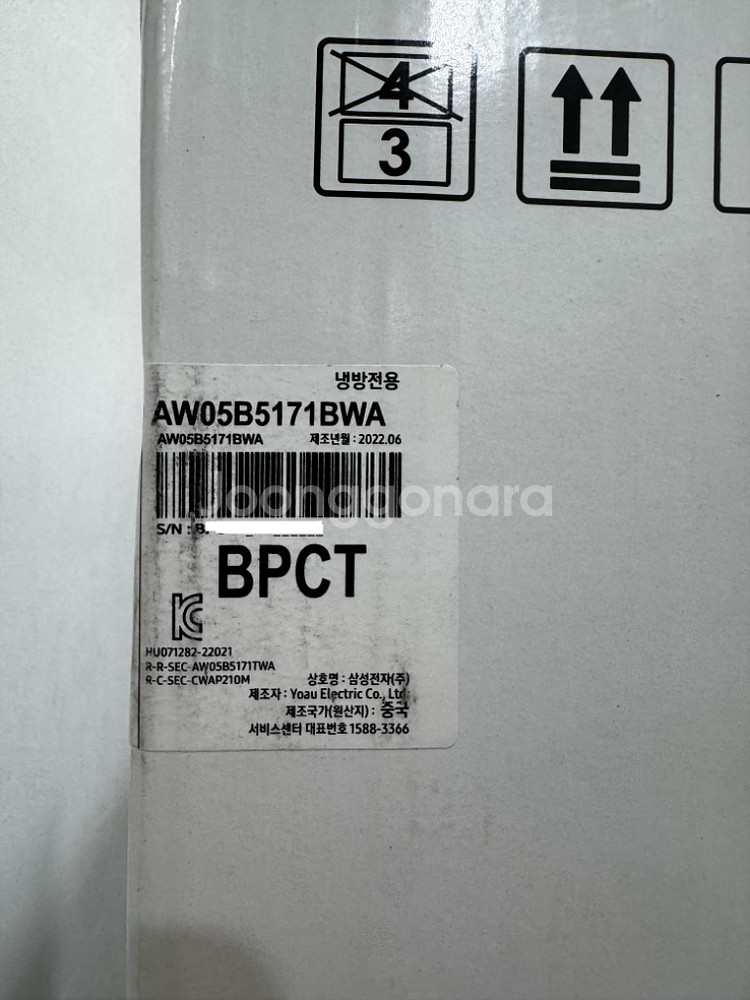 4
3
냉방전용
AW05B5171BWA
AW05B5171BWA 제조년월 : 2022.06
Joonggonara
S/N : B
BPCT
HU071282-22021
R-R-SEC-AW05B5171TWA
R-C-SEC-CWAP210M
상호명 : 삼성전자(주)
제조자 : Yoau Electric Co., Ltd.
제조국가(원산지) : 중국
서비스센터 대표번호 1588-3366